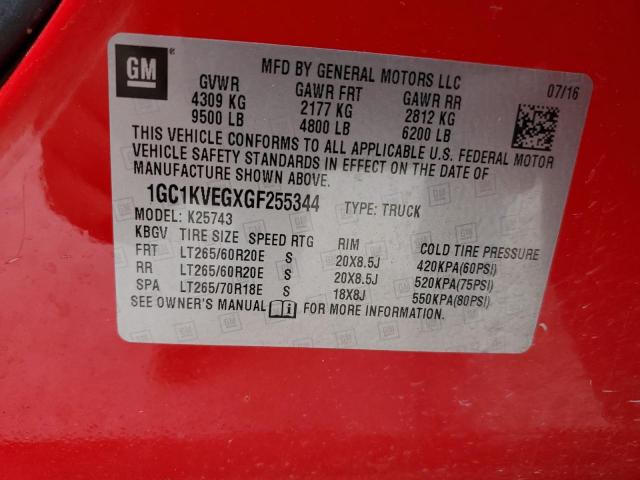 GM
MFD BY GENERAL MOTORS LLC
07/16
GVWR GAWR FRT GAWR RR
4309 KG 2177 KG 2812 KG
9500 LB 4800 LB 6200 LB
THIS VEHICLE CONFORMS TO ALL APPLICABLE U.S. FEDERAL MOTOR
VEHICLE SAFETY STANDARDS IN EFFECT ON THE DATE OF
MANUFACTURE SHOWN ABOVE.
1GC1KVEGXGF255344 TYPE: TRUCK
MODEL: K25743
KBGV TIRE SIZE SPEED RTG RIM COLD TIRE PRESSURE
FRT LT265/60R20E S 20X8.5J 420KPA(60PSI)
RR LT265/60R20E S 20X8.5J 520KPA(75PSI)
SPA LT265/70R18E S 18X8J 550KPA(80PSI)
SEE OWNER'S MANUAL FOR MORE INFORMATION.